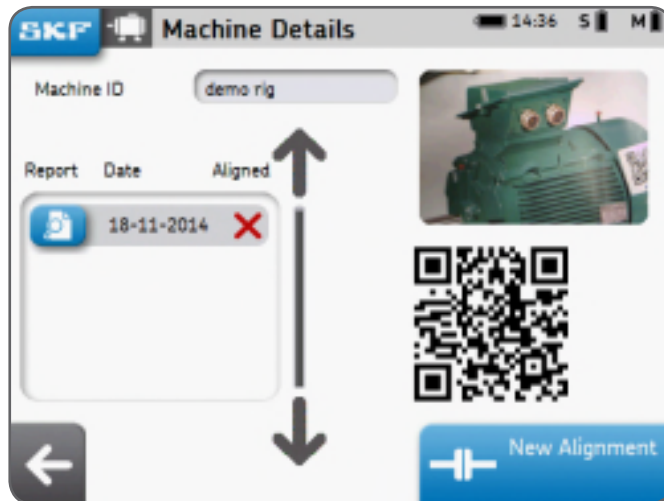 SKF Machine Details 14:36 S M
Machine ID demo rig
Report Date Aligned
18-11-2014
New Alignment